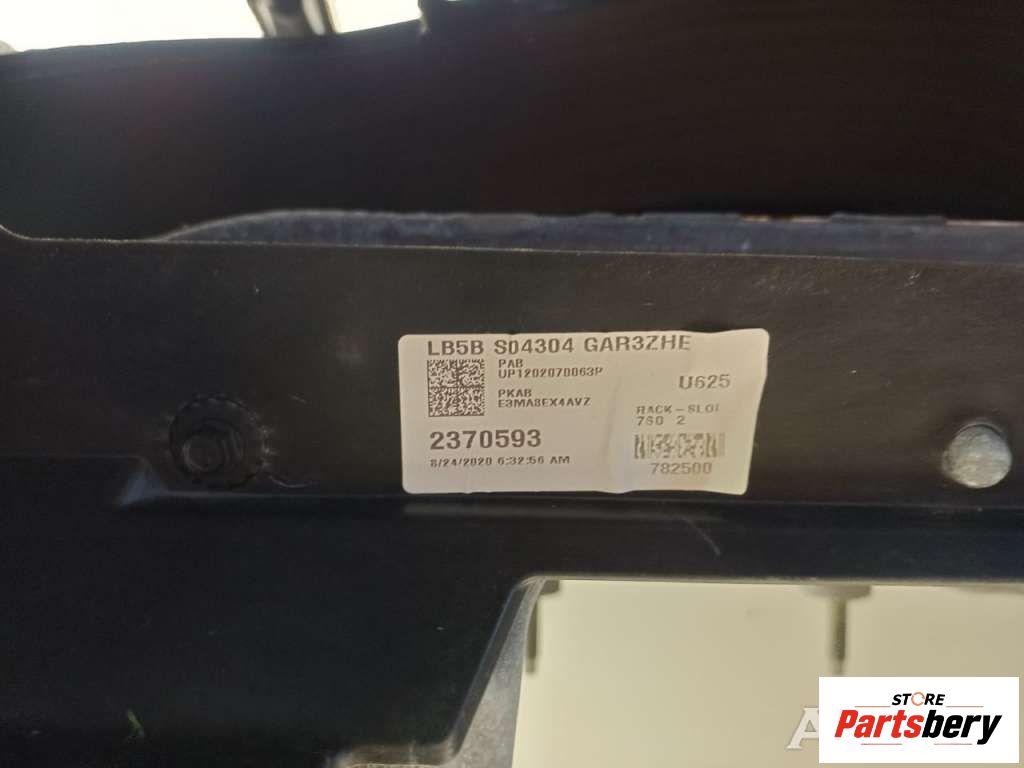 LB5B S04304 GAR3ZHE
PAB
UP1202070063P
U625
PKAB
E3MA8EX4AVZ
RACK-SLOT
760 2
2370593
8/24/2020 6:32:56 AM
782500
STORE
Partsbery